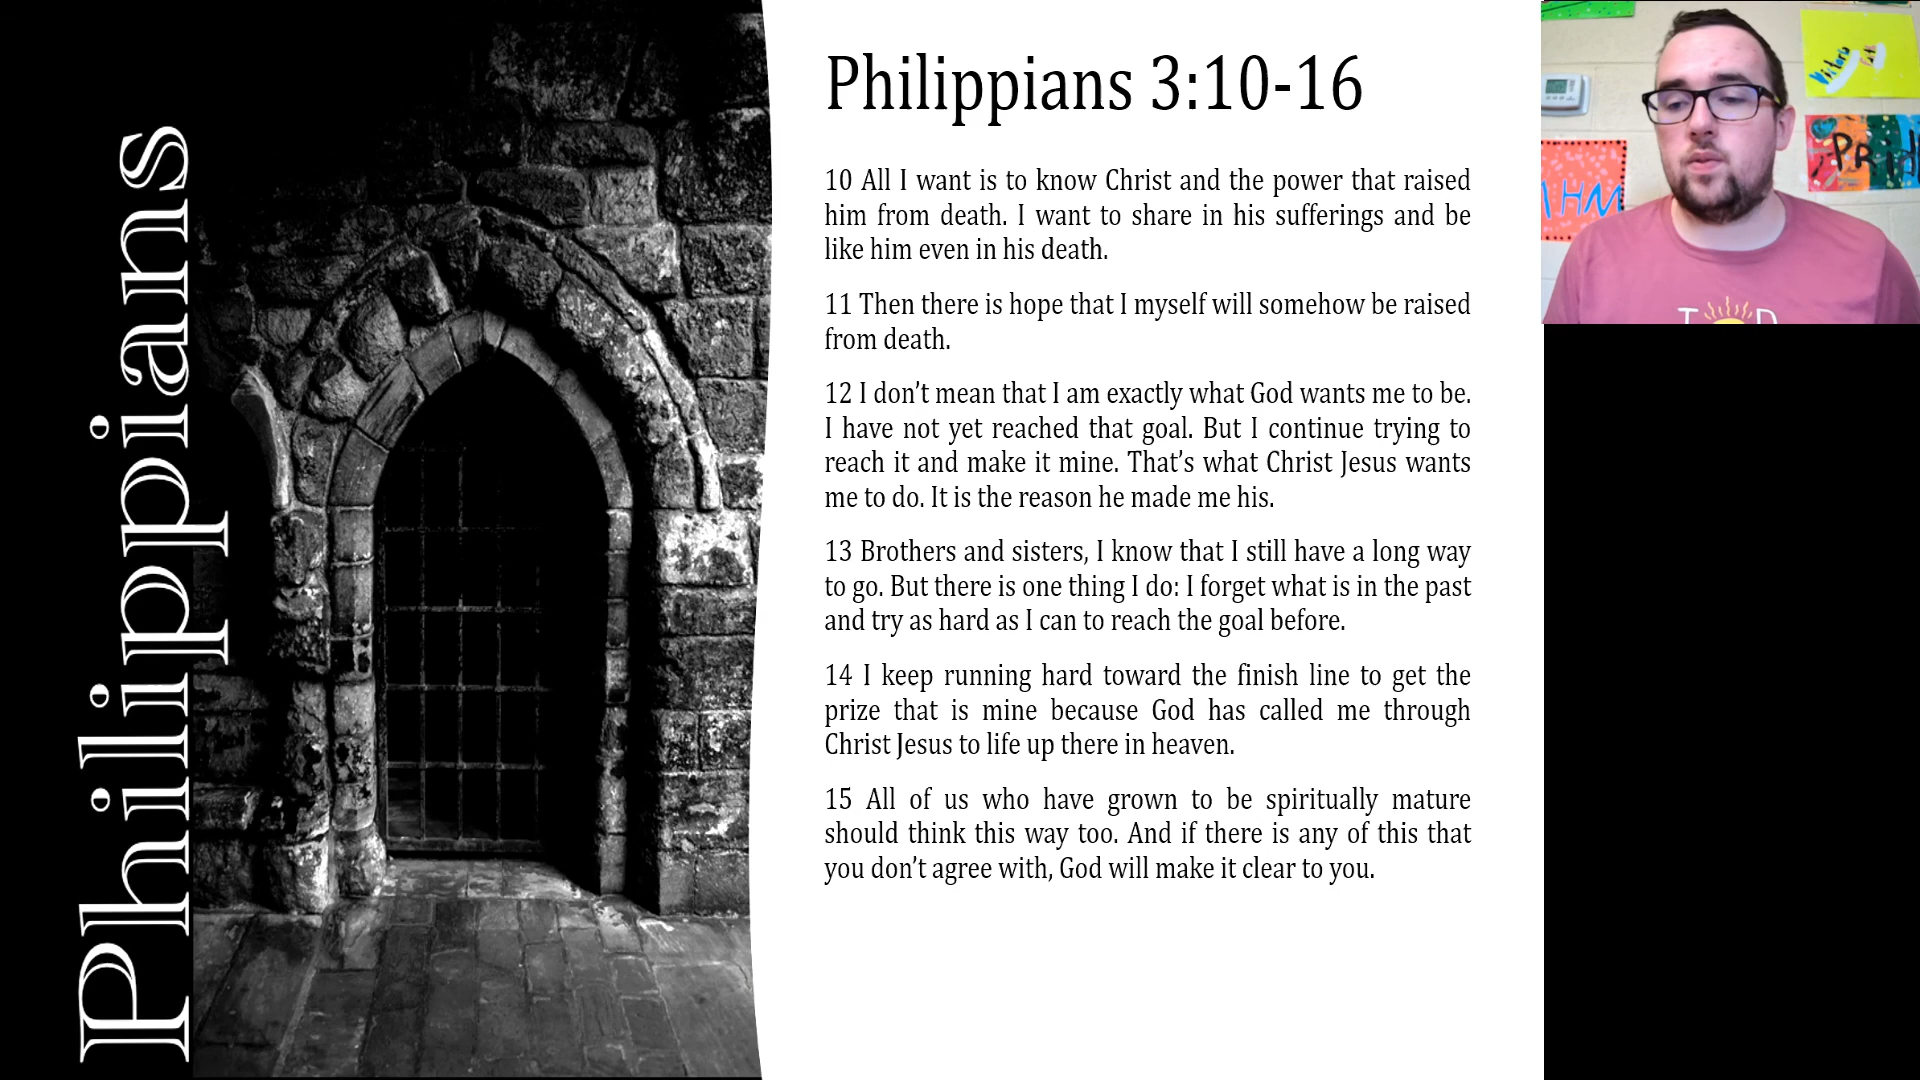 Philippians
Philippians 3:10-16
10 All I want is to know Christ and the power that raised
him from death. I want to share in his sufferings and be
like him even in his death.
11 Then there is hope that I myself will somehow be raised
from death.
12 I don’t mean that I am exactly what God wants me to be.
I have not yet reached that goal. But I continue trying to
reach it and make it mine. That’s what Christ Jesus wants
me to do. It is the reason he made me his.
13 Brothers and sisters, I know that I still have a long way
to go. But there is one thing I do: I forget what is in the past
and try as hard as I can to reach the goal before.
14 I keep running hard toward the finish line to get the
prize that is mine because God has called me through
Christ Jesus to life up there in heaven.
15 All of us who have grown to be spiritually mature
should think this way too. And if there is any of this that
you don’t agree with, God will make it clear to you.